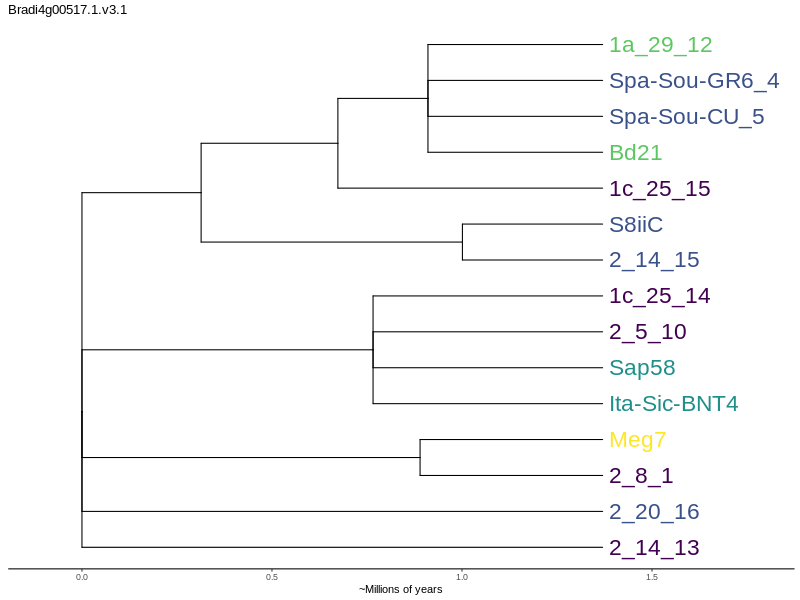 Bradi4g00517.1.v3.1
1a_29_12
Spa-Sou-GR6_4
Spa-Sou-CU_5
Bd21
1c_25_15
S8iiC
2_14_15
1c_25_14
2_5_10
Sap58
Ita-Sic-BNT4
Meg7
2_8_1
2_20_16
2_14_13
0.0 0.5 1.0 1.5
~Millions of years